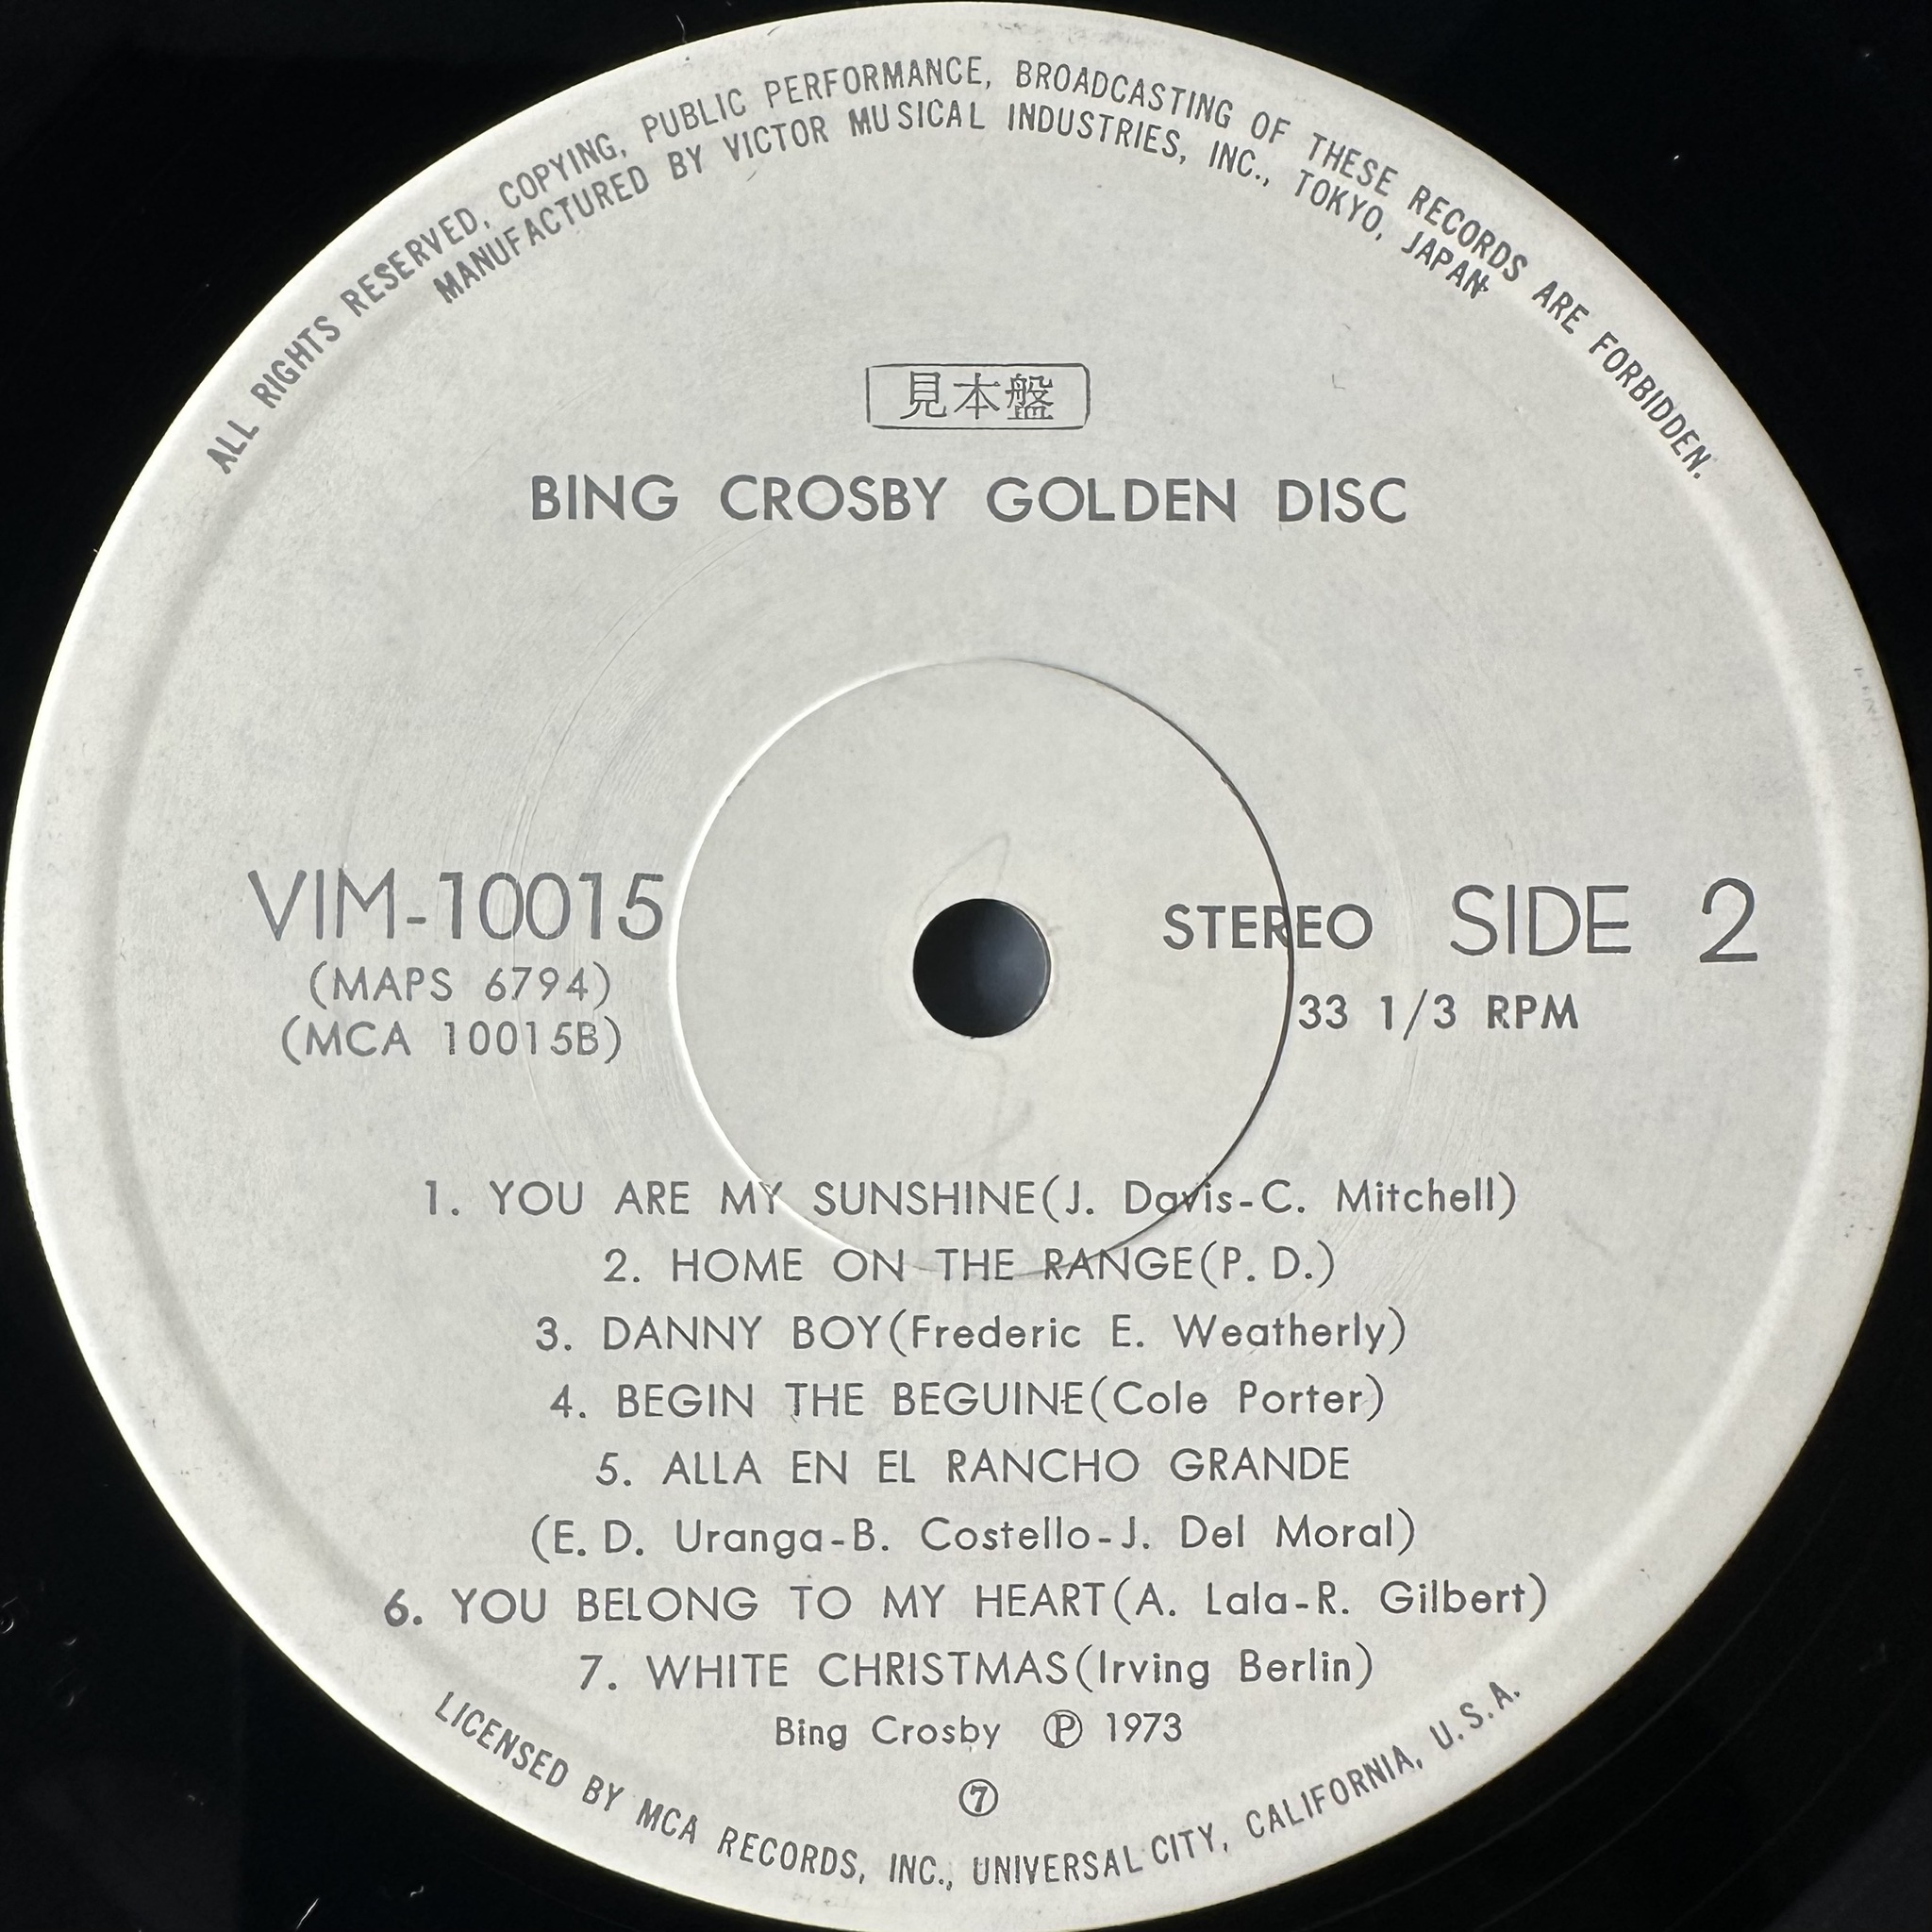 ALL RIGHTS RESERVED, COPYING, PUBLIC PERFORMANCE, BROADCASTING OF THESE RECORDS ARE FORBIDDEN.
MANUFACTURED BY VICTOR MUSICAL INDUSTRIES, INC., TOKYO, JAPAN
見本盤
BING CROSBY GOLDEN DISC
VIM-10015
(MAPS 6794)
(MCA 10015B)
STEREO SIDE 2
33 1/3 RPM
1. YOU ARE MY SUNSHINE(J. Davis-C. Mitchell)
2. HOME ON THE RANGE(P. D.)
3. DANNY BOY(Frederic E. Weatherly)
4. BEGIN THE BEGUINE(Cole Porter)
5. ALLA EN EL RANCHO GRANDE
(E. D. Uranga-B. Costello-J. Del Moral)
6. YOU BELONG TO MY HEART(A. Lala-R. Gilbert)
7. WHITE CHRISTMAS(Irving Berlin)
Bing Crosby Ⓟ 1973
⑦
LICENSED BY MCA RECORDS, INC., UNIVERSAL CITY, CALIFORNIA, U.S.A.